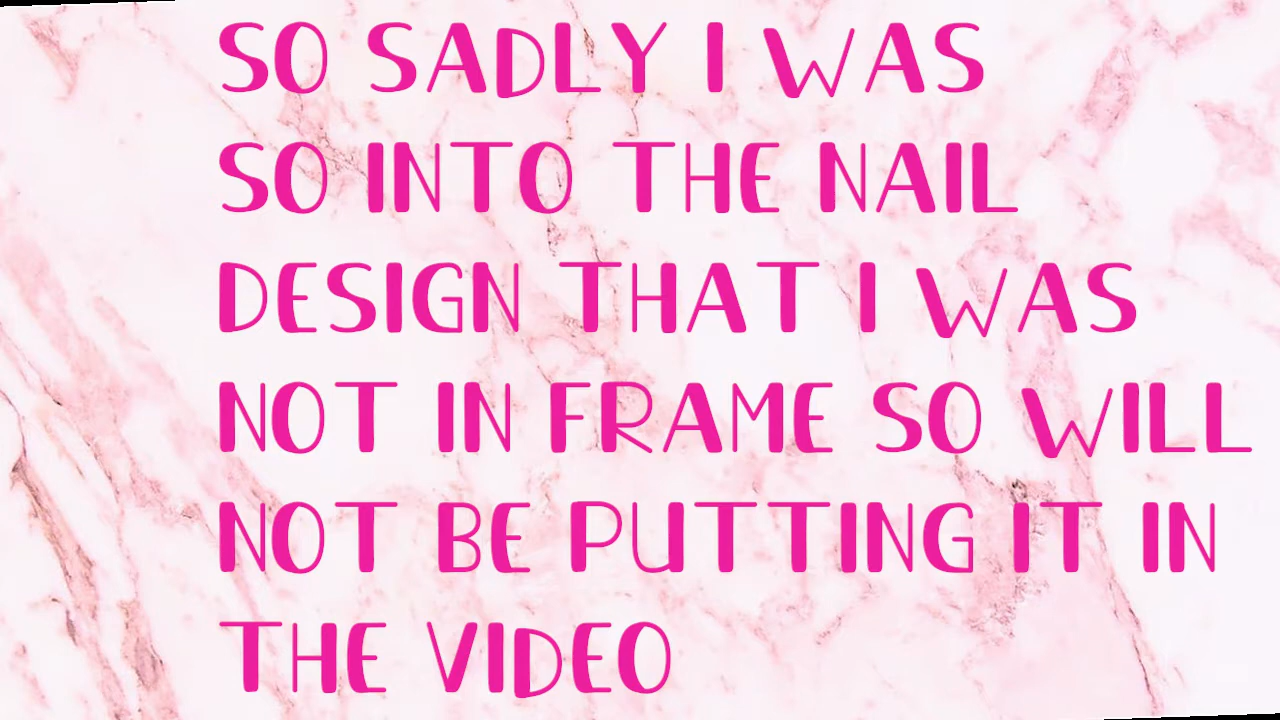 SO SADLY I WAS
SO INTO THE NAIL
DESIGN THAT I WAS
NOT IN FRAME SO WILL
NOT BE PUTTING IT IN
THE VIDEO